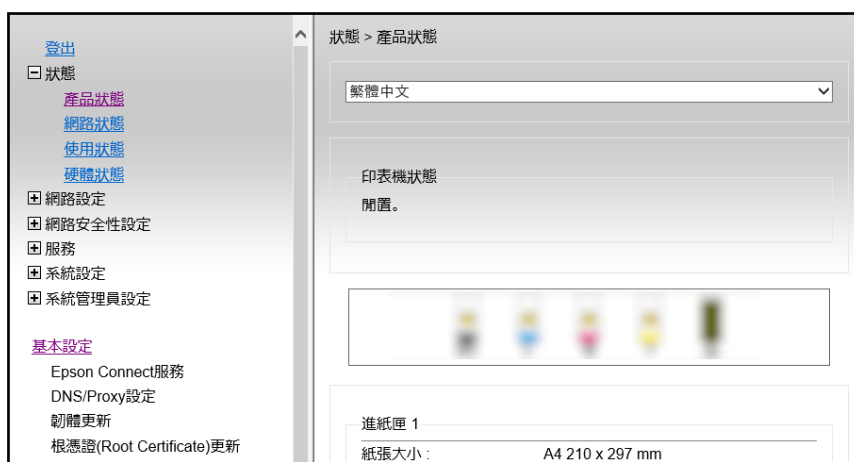 登出
狀態
產品狀態
網路狀態
使用狀態
硬體狀態
網路設定
網路安全性設定
服務
系統設定
系統管理員設定
基本設定
Epson Connect服務
DNS/Proxy設定
韌體更新
根憑證(Root Certificate)更新
狀態 > 產品狀態
繁體中文
印表機狀態
閒置。
進紙匣 1
紙張大小 : A4 210 x 297 mm